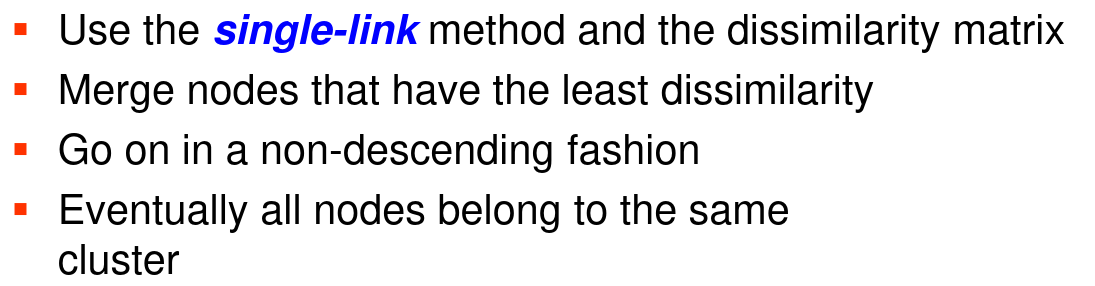 Use the single-link method and the dissimilarity matrix
Merge nodes that have the least dissimilarity
Go on in a non-descending fashion
Eventually all nodes belong to the same
cluster